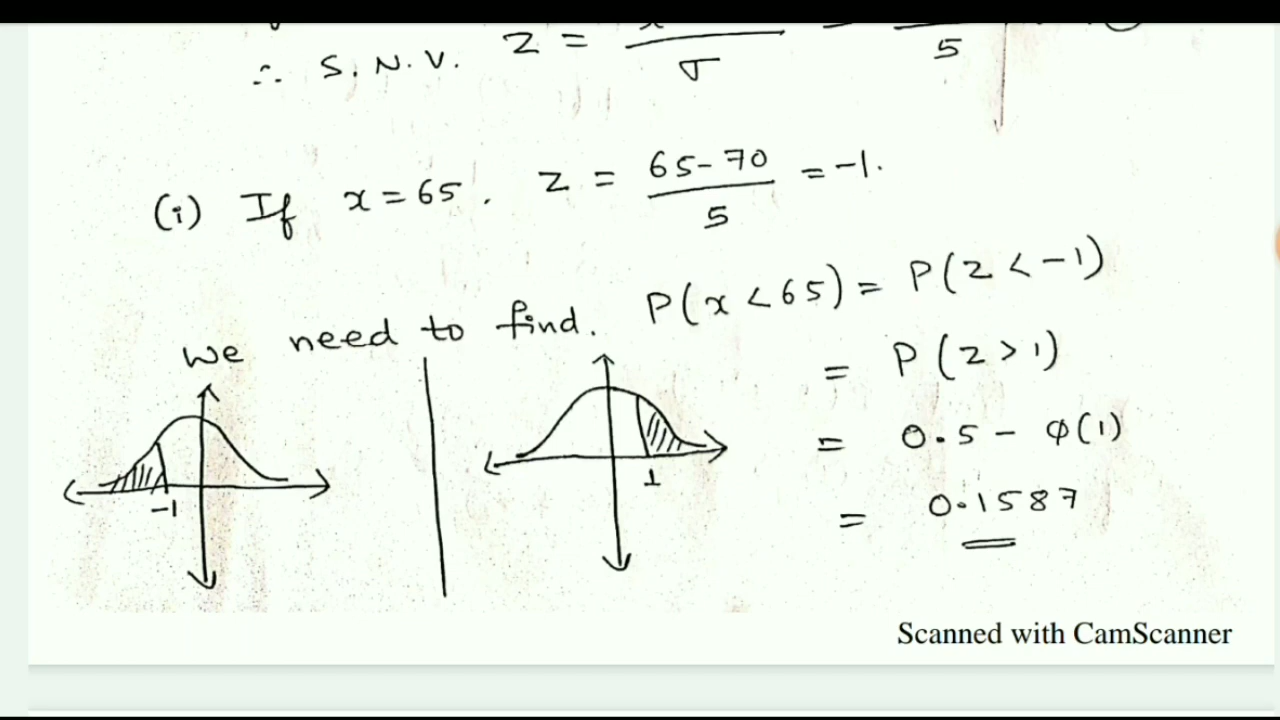 ∴ S.N.V. Z = ——— = ——
σ 5
(i) If x = 65. Z = (65-70)/5 = -1.
We need to find. P(x < 65) = P(z < -1)
= P(z > 1)
= 0.5 - φ(1)
= 0.1587
-1
1
Scanned with CamScanner